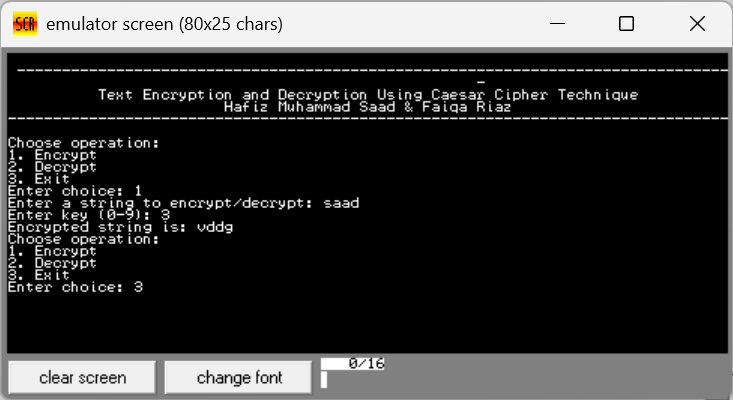 SCR emulator screen (80x25 chars)
--------------------------------------------------------------------------------
_
Text Encryption and Decryption Using Caesar Cipher Technique
Hafiz Muhammad Saad & Faiqa Riaz
--------------------------------------------------------------------------------
Choose operation:
1. Encrypt
2. Decrypt
3. Exit
Enter choice: 1
Enter a string to encrypt/decrypt: saad
Enter key (0-9): 3
Encrypted string is: vddg
Choose operation:
1. Encrypt
2. Decrypt
3. Exit
Enter choice: 3
clear screen change font 0/16